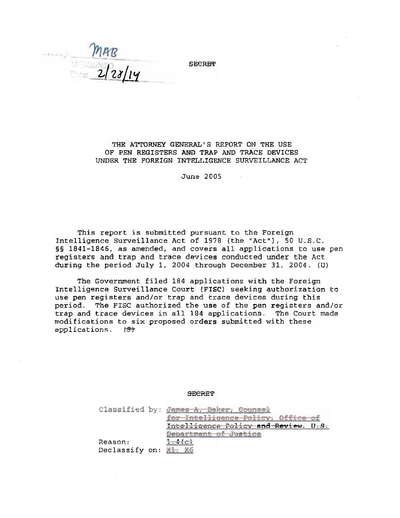 MAB
2/28/14
SECRET
THE ATTORNEY GENERAL'S REPORT ON THE USE
OF PEN REGISTERS AND TRAP AND TRACE DEVICES
UNDER THE FOREIGN INTELLIGENCE SURVEILLANCE ACT
June 2005
This report is submitted pursuant to the Foreign
Intelligence Surveillance Act of 1978 (the "Act"), 50 U.S.C.
§§ 1841-1846, as amended, and covers all applications to use pen
registers and trap and trace devices conducted under the Act
during the period July 1, 2004 through December 31, 2004. (U)
The Government filed 184 applications with the Foreign
Intelligence Surveillance Court (FISC) seeking authorization to
use pen registers and/or trap and trace devices during this
period. The FISC authorized the use of the pen registers and/or
trap and trace devices in all 184 applications. The Court made
modifications to six proposed orders submitted with these
applications. (S)
SECRET
Classified by: James A. Baker, Counsel
for Intelligence Policy, Office of
Intelligence Policy and Review, U.S.
Department of Justice
Reason: 1.4(c)
Declassify on: X1, X6